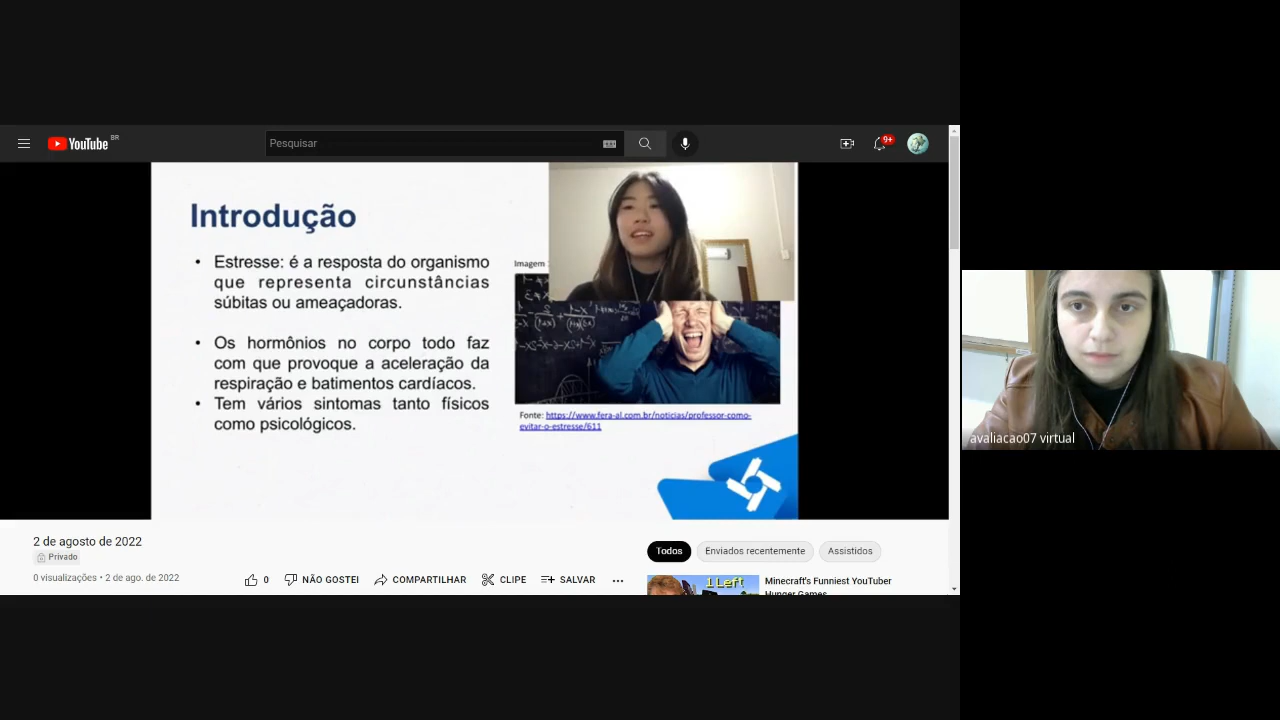 YouTube BR
Pesquisar
9+
Introdução
• Estresse: é a resposta do organismo
que representa circunstâncias
súbitas ou ameaçadoras.
• Os hormônios no corpo todo faz
com que provoque a aceleração da
respiração e batimentos cardíacos.
• Tem vários sintomas tanto físicos
como psicológicos.
Imagem
Fonte: https://www.fera-al.com.br/noticias/professor-como-
evitar-o-estresse/611
avaliacao07 virtual
2 de agosto de 2022
Privado
0 visualizações • 2 de ago. de 2022
0
NÃO GOSTEI
COMPARTILHAR
CLIPE
SALVAR
Todos
Enviados recentemente
Assistidos
1 Left
Minecraft's Funniest YouTuber
Hunger Games